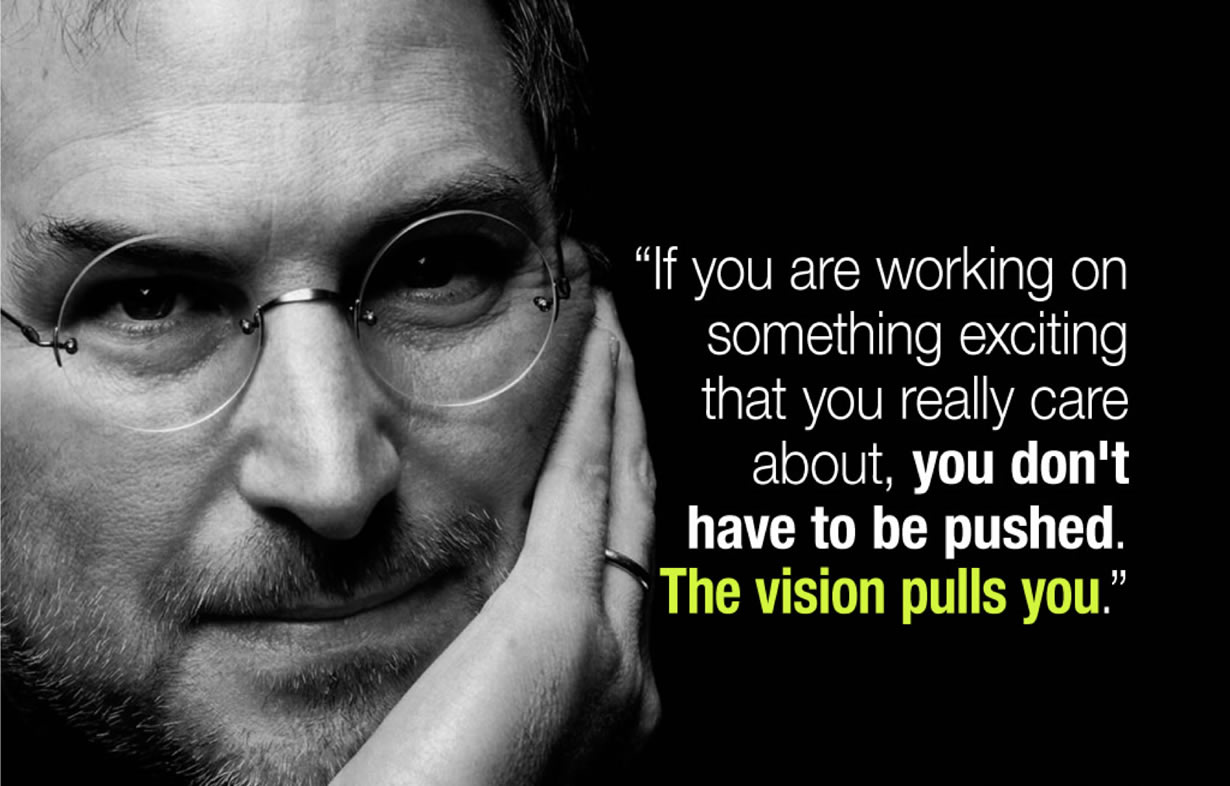 “If you are working on
something exciting
that you really care
about, you don't
have to be pushed.
The vision pulls you.”